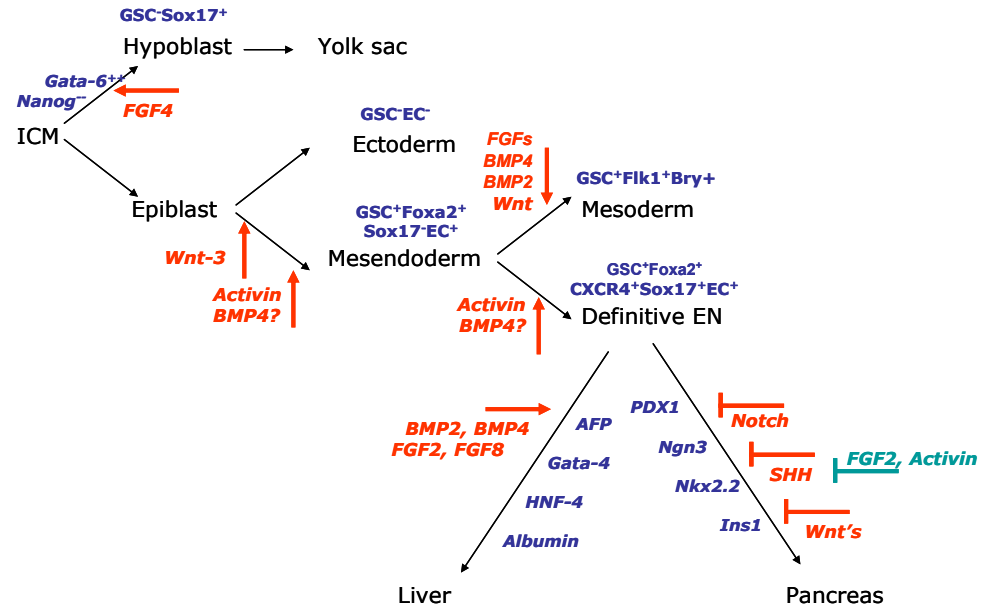 GSC⁻Sox17⁺
Hypoblast
Yolk sac
Gata-6⁺⁺
Nanog⁻⁻
FGF4
ICM
GSC⁻EC⁻
Ectoderm
FGFs
BMP4
BMP2
Wnt
GSC⁺Flk1⁺Bry+
Mesoderm
Epiblast
GSC⁺Foxa2⁺
Sox17⁻EC⁺
Mesendoderm
Wnt-3
Activin
BMP4?
GSC⁺Foxa2⁺
CXCR4⁺Sox17⁺EC⁺
Definitive EN
Activin
BMP4?
BMP2, BMP4
FGF2, FGF8
AFP
Gata-4
HNF-4
Albumin
PDX1
Ngn3
Nkx2.2
Ins1
Notch
SHH
FGF2, Activin
Wnt's
Liver
Pancreas